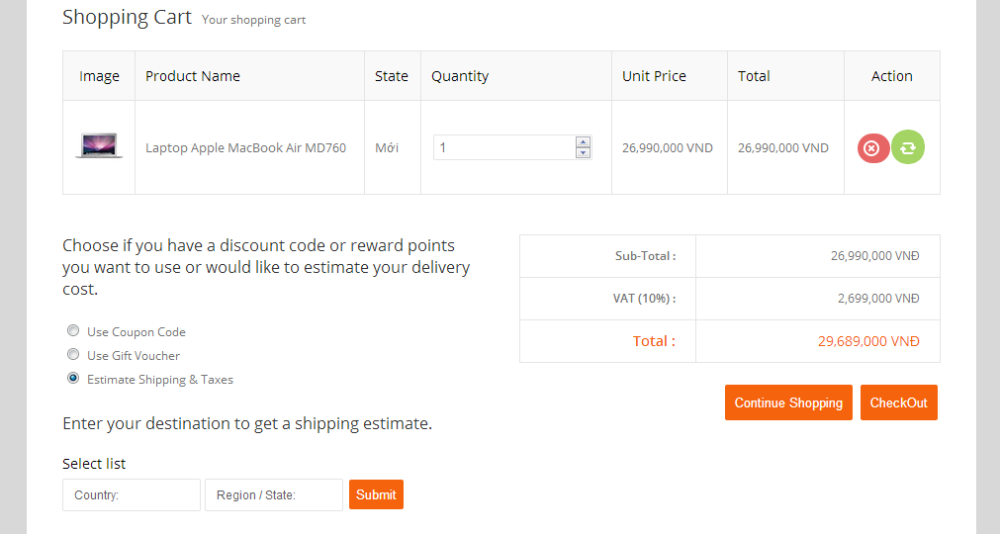 Shopping Cart Your shopping cart
Image Product Name State Quantity Unit Price Total Action
Laptop Apple MacBook Air MD760 Mới 1 26,990,000 VND 26,990,000 VND
Choose if you have a discount code or reward points
you want to use or would like to estimate your delivery
cost.
Use Coupon Code
Use Gift Voucher
Estimate Shipping & Taxes
Sub-Total : 26,990,000 VNĐ
VAT (10%) : 2,699,000 VNĐ
Total : 29,689,000 VNĐ
Continue Shopping CheckOut
Enter your destination to get a shipping estimate.
Select list
Country: Region / State: Submit